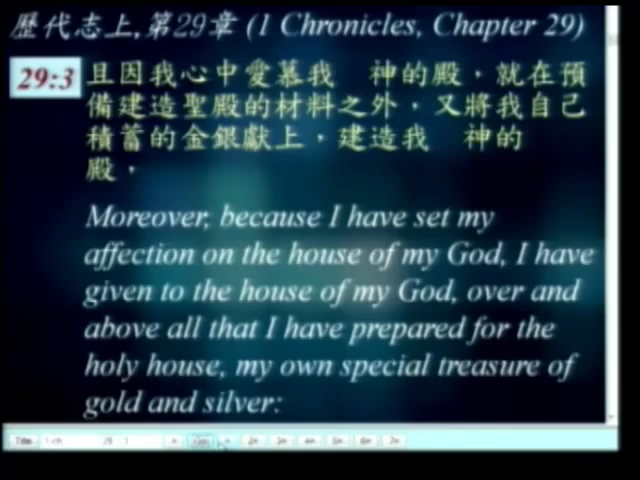 歷代志上,第29章 (1 Chronicles, Chapter 29)
29:3 且因我心中愛慕我　神的殿，就在預
備建造聖殿的材料之外，又將我自己
積蓄的金銀獻上，建造我　神的
殿，
Moreover, because I have set my
affection on the house of my God, I have
given to the house of my God, over and
above all that I have prepared for the
holy house, my own special treasure of
gold and silver:
Title 29 3